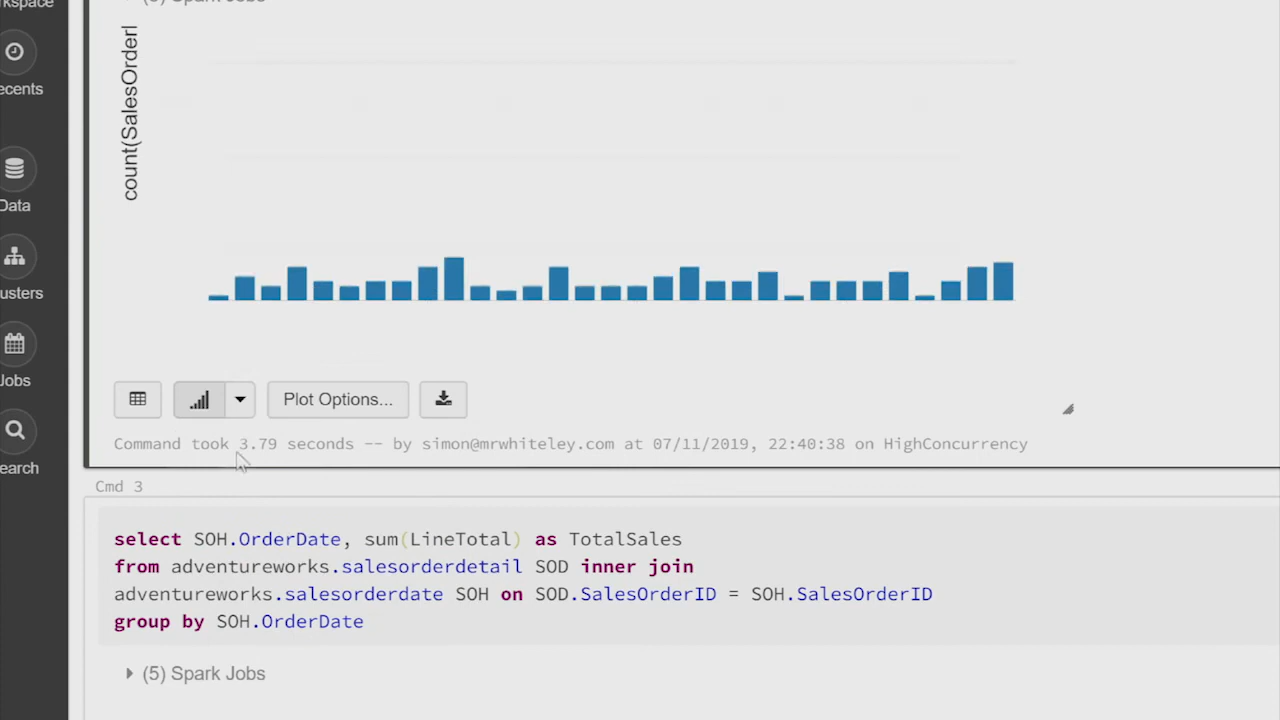 rkspace
(5) Spark Jobs
ecents
count(SalesOrderI
Data
usters
Jobs
Plot Options...
Command took 3.79 seconds -- by simon@mrwhiteley.com at 07/11/2019, 22:40:38 on HighConcurrency
earch
Cmd 3
select SOH.OrderDate, sum(LineTotal) as TotalSales
from adventureworks.salesorderdetail SOD inner join
adventureworks.salesorderdate SOH on SOD.SalesOrderID = SOH.SalesOrderID
group by SOH.OrderDate
(5) Spark Jobs